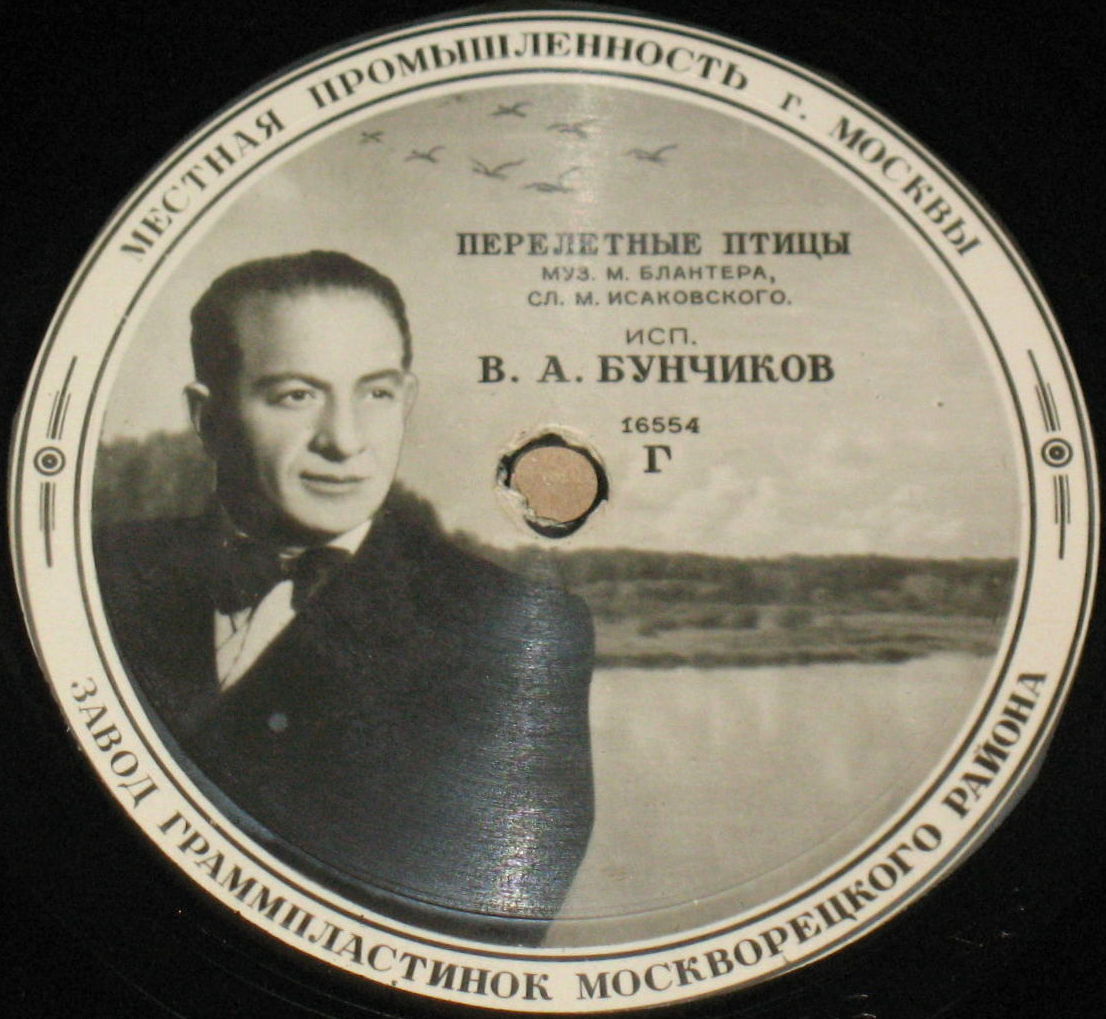 МЕСТНАЯ ПРОМЫШЛЕННОСТЬ г. МОСКВЫ
ПЕРЕЛЕТНЫЕ ПТИЦЫ
МУЗ. М. БЛАНТЕРА,
СЛ. М. ИСАКОВСКОГО.
ИСП.
В. А. БУНЧИКОВ
16554
Г
ЗАВОД ГРАММПЛАСТИНОК МОСКВОРЕЦКОГО РАЙОНА